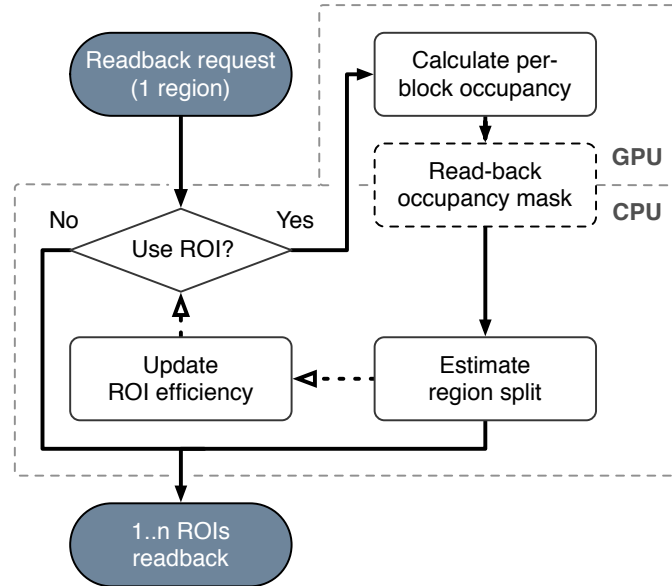 Readback request
(1 region)
Calculate per-
block occupancy
Read-back
occupancy mask
GPU
CPU
No
Yes
Use ROI?
Update
ROI efficiency
Estimate
region split
1..n ROIs
readback